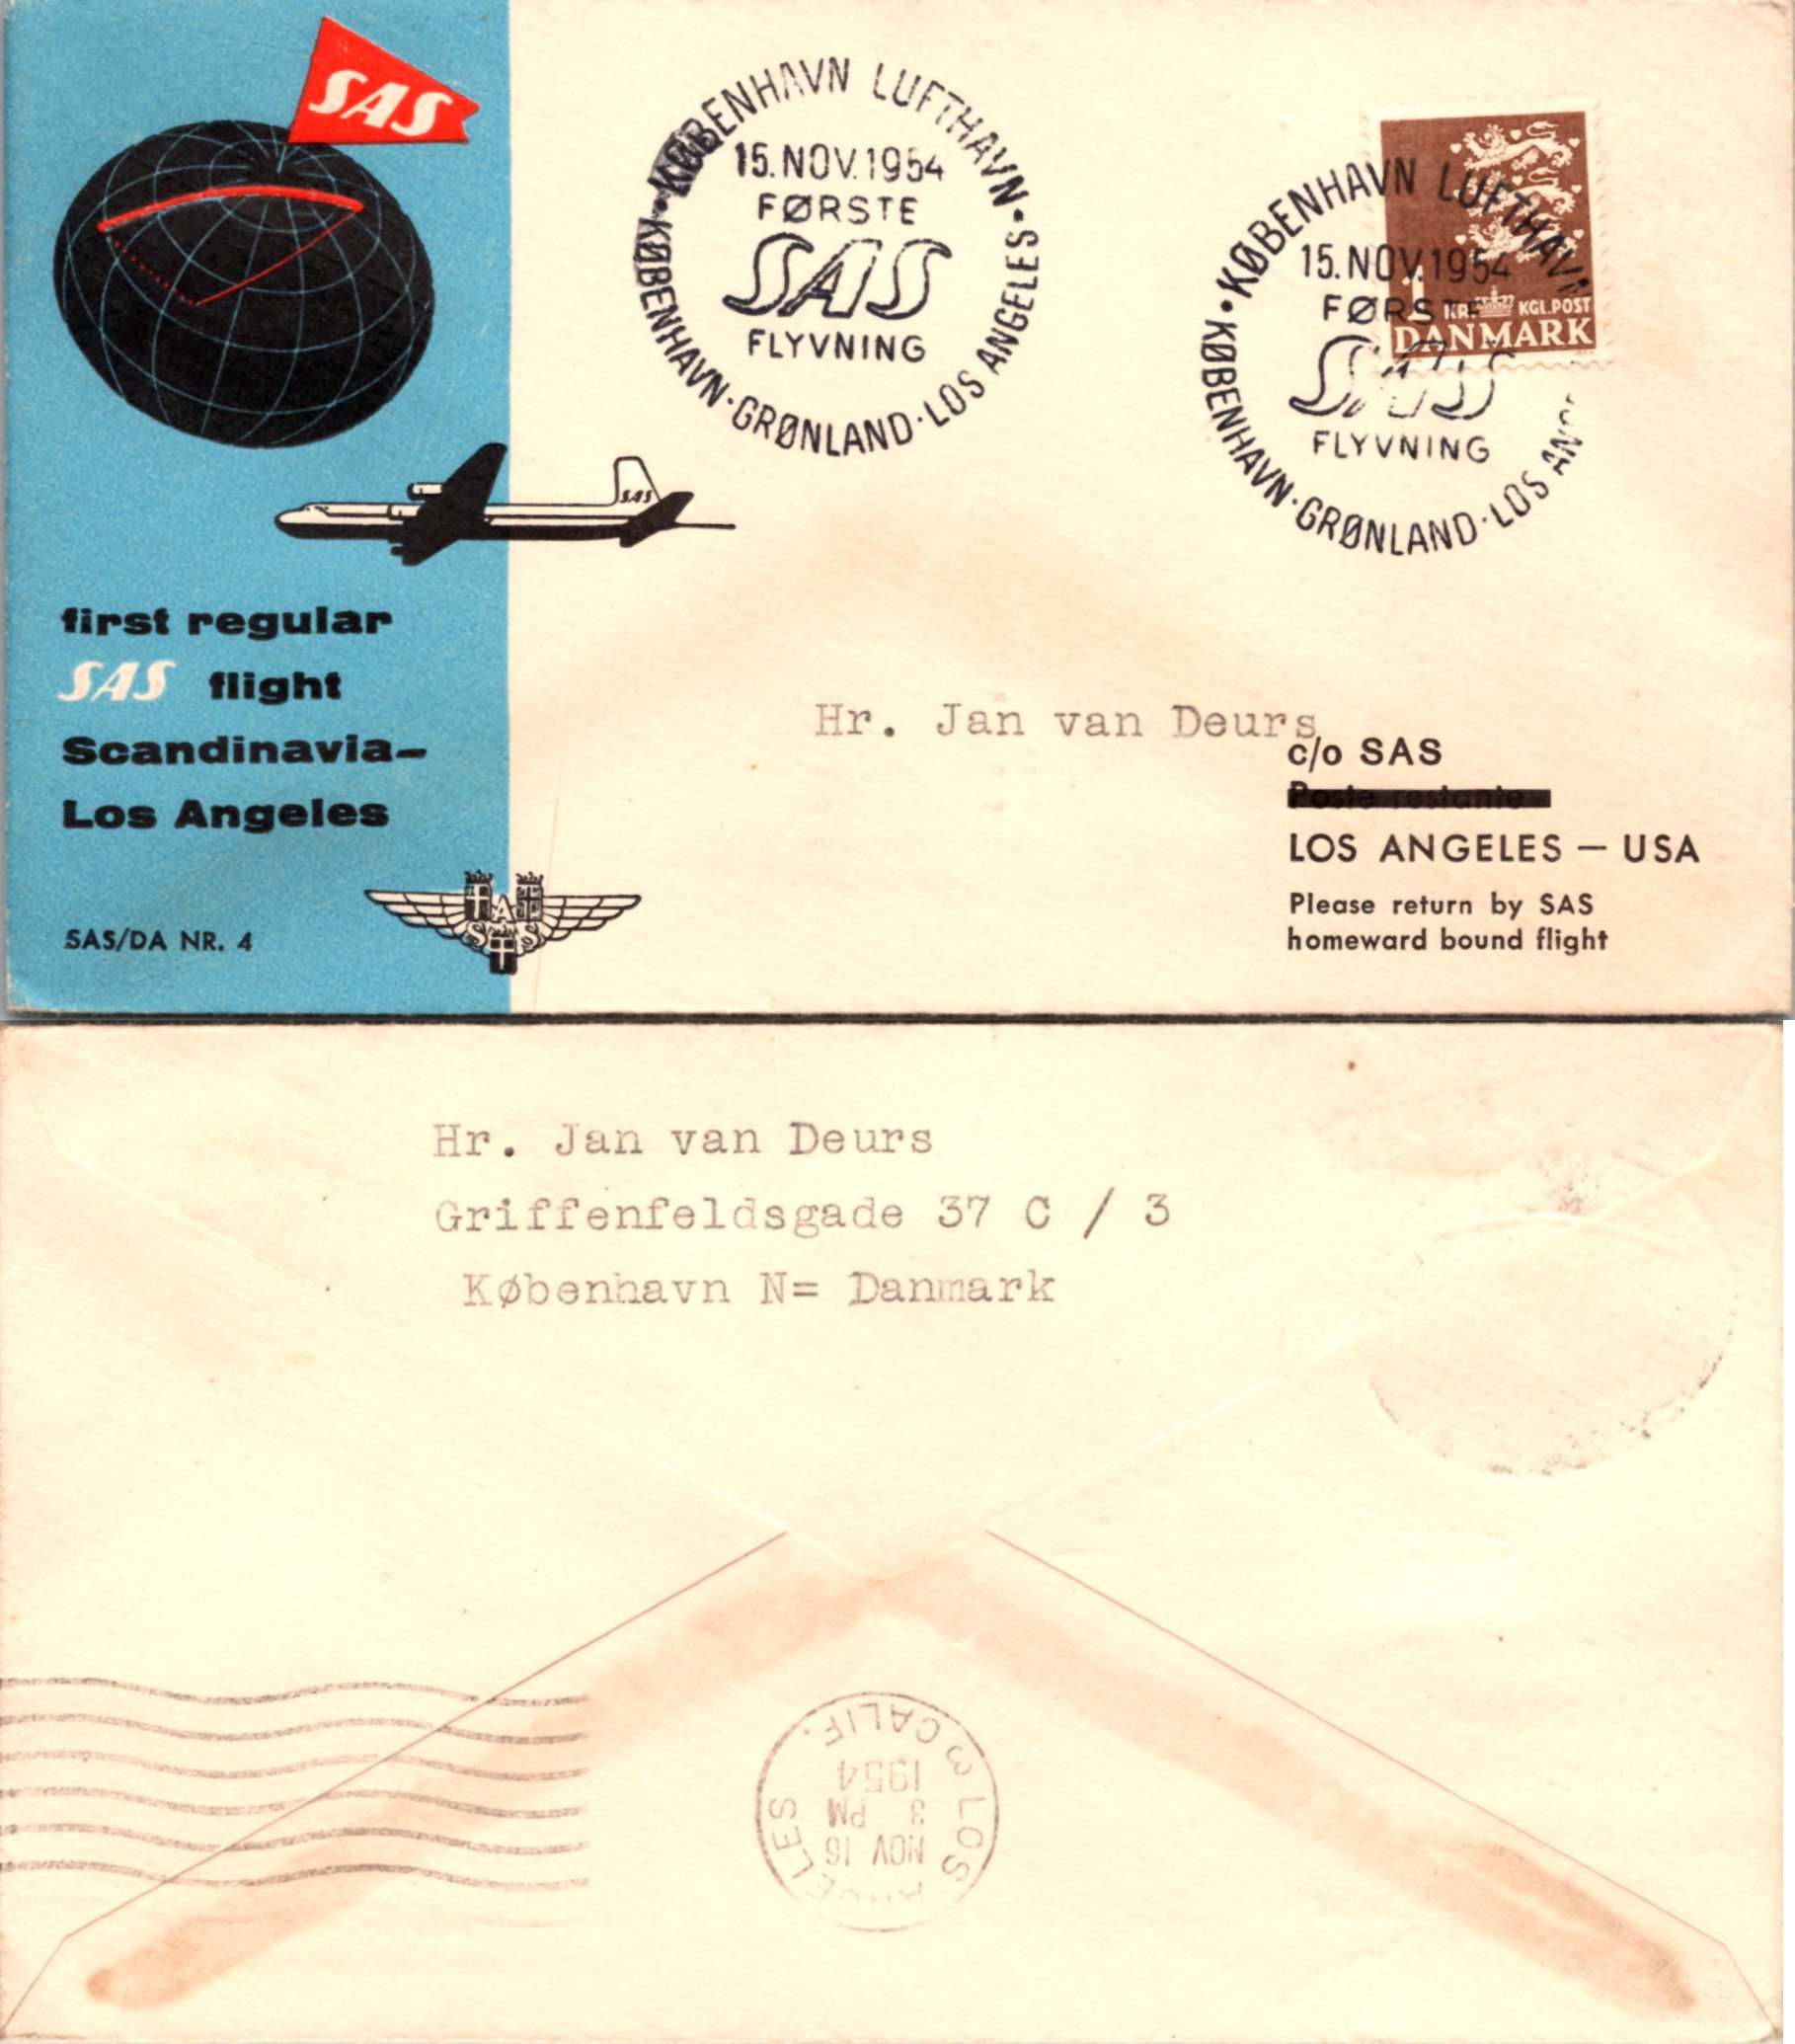 SAS
first regular
SAS flight
Scandinavia—
Los Angeles
SAS/DA NR. 4
SAS
SAS
KØBENHAVN LUFTHAVN
15.NOV.1954
FØRSTE
SAS
FLYVNING
KØBENHAVN · GRØNLAND · LOS ANGELES
KØBENHAVN LUFTHAVN
15.NOV.1954
FØRSTE
SAS
FLYVNING
KØBENHAVN · GRØNLAND · LOS ANG
KR. KGL.POST
DANMARK
Hr. Jan van Deurs
c/o SAS
Poste restante
LOS ANGELES — USA
Please return by SAS
homeward bound flight
Hr. Jan van Deurs
Griffenfeldsgade 37 C / 3
København N= Danmark
LOS ANGELES 3 CALIF.
NOV 16
3 PM
1954